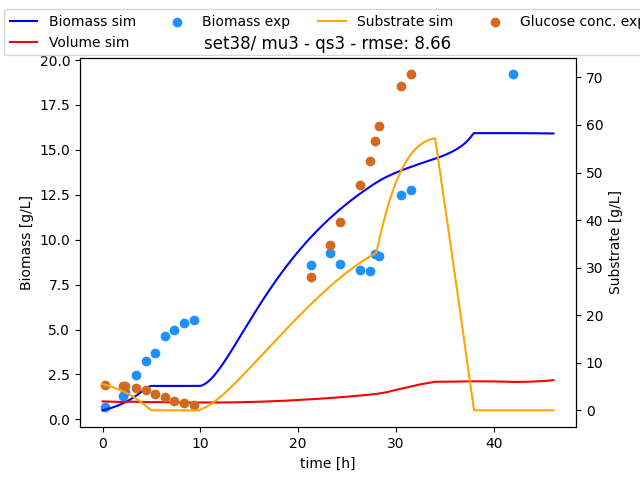 Biomass sim
Biomass exp
Substrate sim
Glucose conc. exp
Volume sim
set38/ mu3 - qs3 - rmse: 8.66
20.0
17.5
15.0
12.5
10.0
7.5
5.0
2.5
0.0
Biomass [g/L]
70
60
50
40
30
20
10
0
Substrate [g/L]
0
10
20
30
40
time [h]